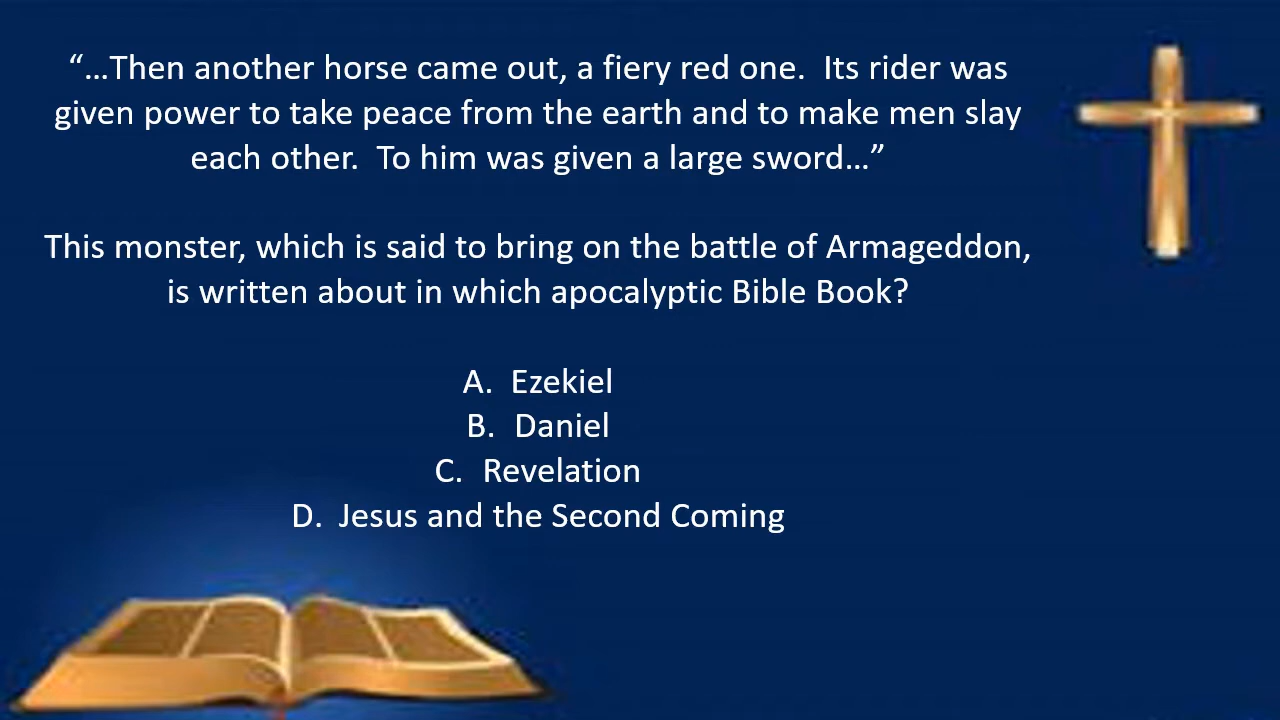 “…Then another horse came out, a fiery red one.  Its rider was
given power to take peace from the earth and to make men slay
each other.  To him was given a large sword…”
This monster, which is said to bring on the battle of Armageddon,
is written about in which apocalyptic Bible Book?
A.  Ezekiel
B.  Daniel
C.  Revelation
D.  Jesus and the Second Coming